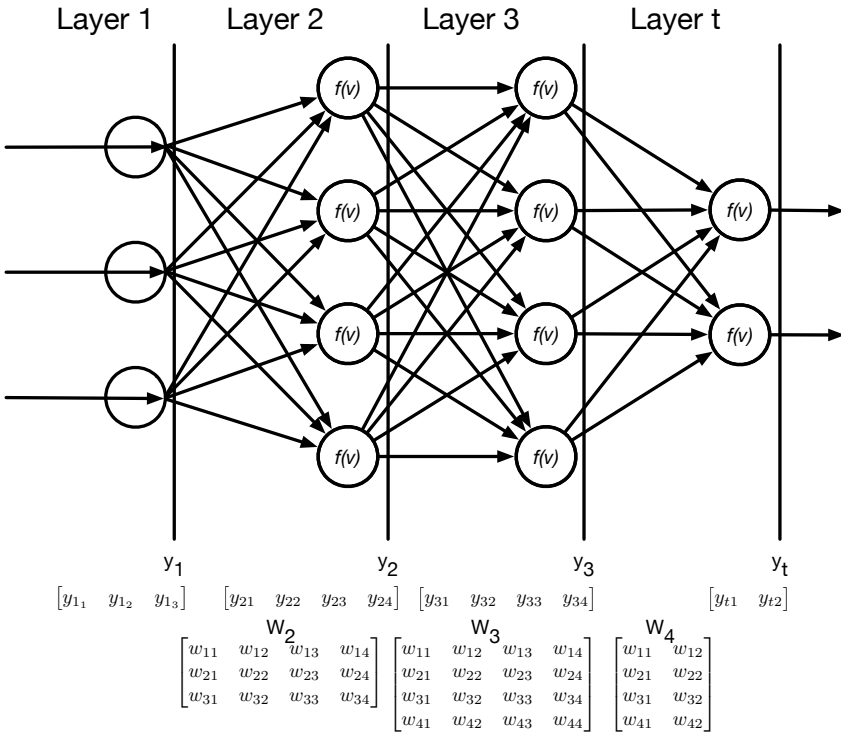 Layer 1 Layer 2 Layer 3 Layer t
f(v) f(v)
f(v) f(v) f(v)
f(v) f(v) f(v)
f(v) f(v)
y₁ y₂ y₃ yₜ
[y₁₁ y₁₂ y₁₃] [y₂₁ y₂₂ y₂₃ y₂₄] [y₃₁ y₃₂ y₃₃ y₃₄] [yₜ₁ yₜ₂]
W₂ W₃ W₄
w₁₁ w₁₂ w₁₃ w₁₄ w₁₁ w₁₂ w₁₃ w₁₄ w₁₁ w₁₂
w₂₁ w₂₂ w₂₃ w₂₄ w₂₁ w₂₂ w₂₃ w₂₄ w₂₁ w₂₂
w₃₁ w₃₂ w₃₃ w₃₄ w₃₁ w₃₂ w₃₃ w₃₄ w₃₁ w₃₂
w₄₁ w₄₂ w₄₃ w₄₄ w₄₁ w₄₂